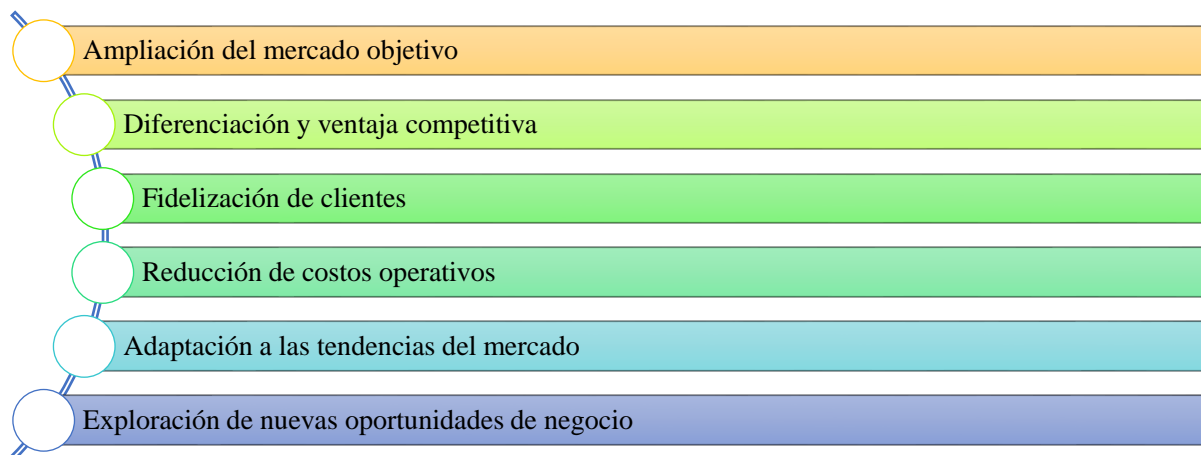 Ampliación del mercado objetivo
Diferenciación y ventaja competitiva
Fidelización de clientes
Reducción de costos operativos
Adaptación a las tendencias del mercado
Exploración de nuevas oportunidades de negocio